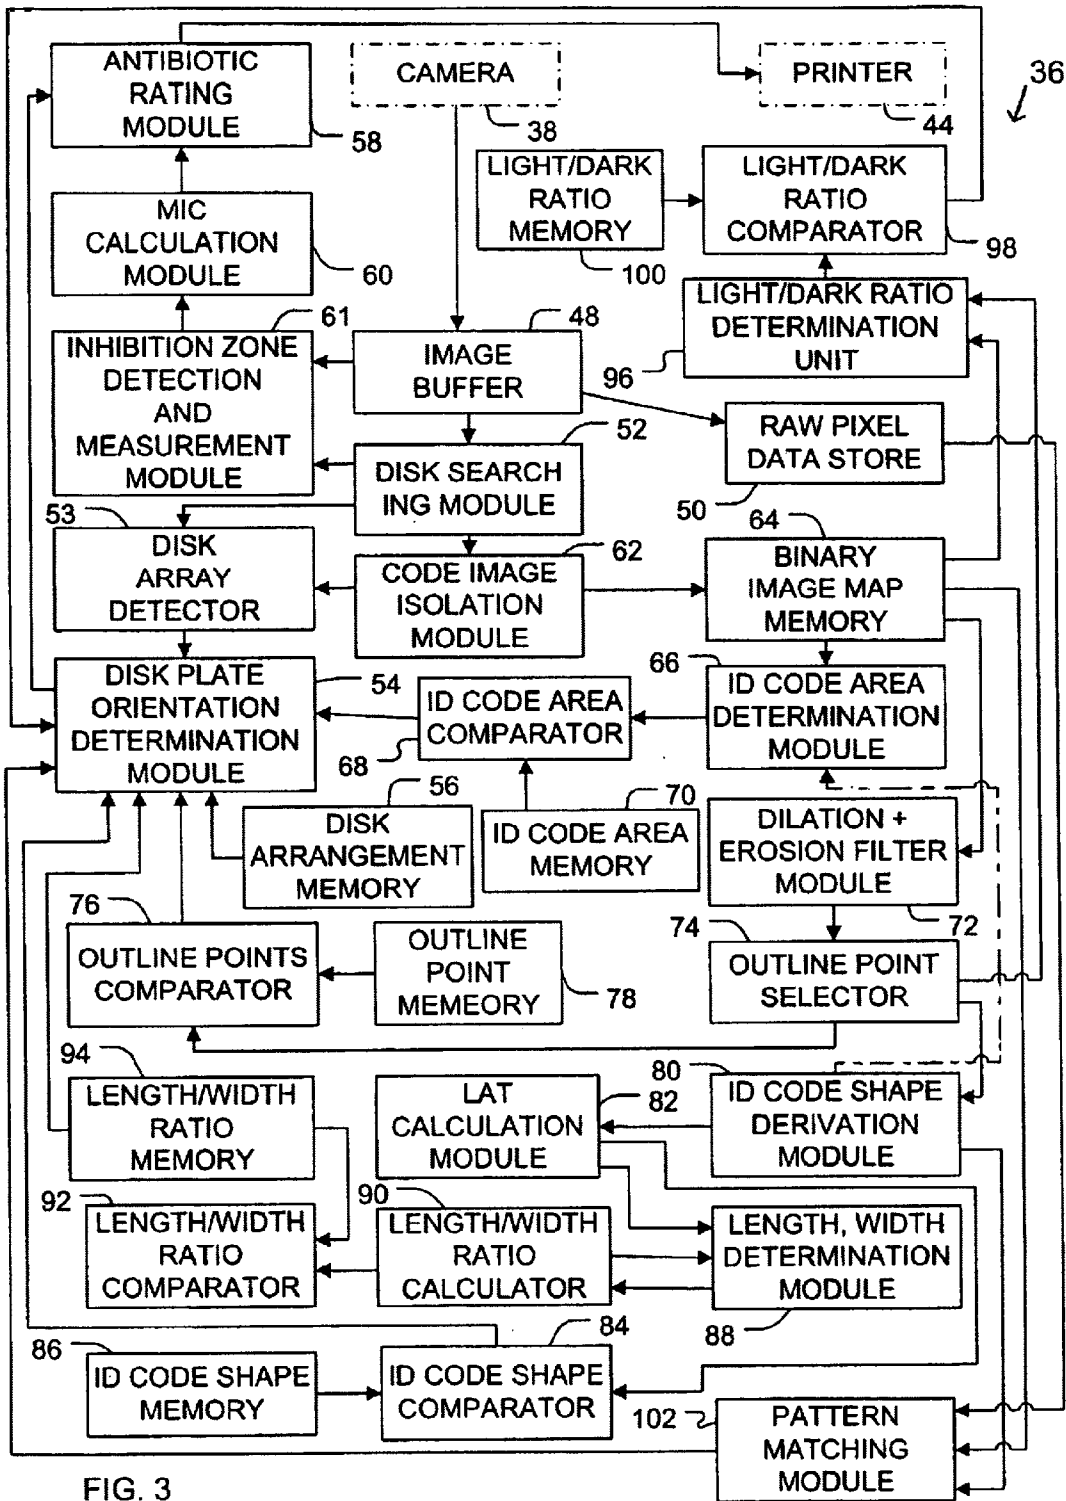 ANTIBIOTIC
RATING
MODULE
58
CAMERA
38
PRINTER
44
36
MIC
CALCULATION
MODULE
60
LIGHT/DARK
RATIO
MEMORY
100
LIGHT/DARK
RATIO
COMPARATOR
98
61
INHIBITION ZONE
DETECTION
AND
MEASUREMENT
MODULE
48
IMAGE
BUFFER
LIGHT/DARK RATIO
DETERMINATION
UNIT
96
52
DISK SEARCH
ING MODULE
RAW PIXEL
DATA STORE
50
53
DISK
ARRAY
DETECTOR
62
CODE IMAGE
ISOLATION
MODULE
64
BINARY
IMAGE MAP
MEMORY
DISK PLATE
ORIENTATION
DETERMINATION
MODULE
54
ID CODE AREA
COMPARATOR
68
66
ID CODE AREA
DETERMINATION
MODULE
56
DISK
ARRANGEMENT
MEMORY
70
ID CODE AREA
MEMORY
DILATION +
EROSION FILTER
MODULE
72
76
OUTLINE POINTS
COMPARATOR
OUTLINE
POINT
MEMEORY
78
74
OUTLINE POINT
SELECTOR
94
LENGTH/WIDTH
RATIO
MEMORY
LAT
CALCULATION
MODULE
82
80
ID CODE SHAPE
DERIVATION
MODULE
92
LENGTH/WIDTH
RATIO
COMPARATOR
90
LENGTH/WIDTH
RATIO
CALCULATOR
LENGTH, WIDTH
DETERMINATION
MODULE
88
86
ID CODE SHAPE
MEMORY
84
ID CODE SHAPE
COMPARATOR
102
PATTERN
MATCHING
MODULE
FIG. 3